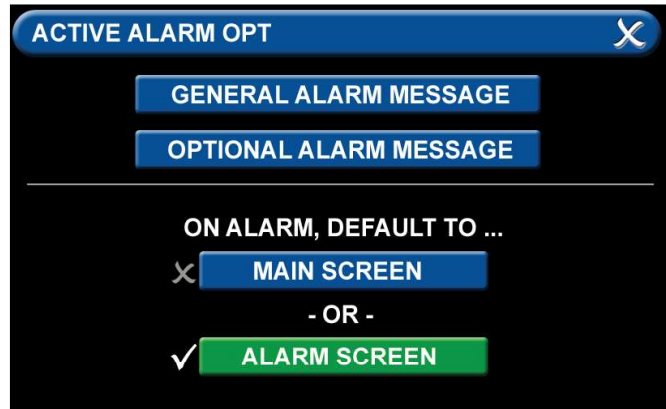 ACTIVE ALARM OPT
GENERAL ALARM MESSAGE
OPTIONAL ALARM MESSAGE
ON ALARM, DEFAULT TO ...
MAIN SCREEN
- OR -
ALARM SCREEN